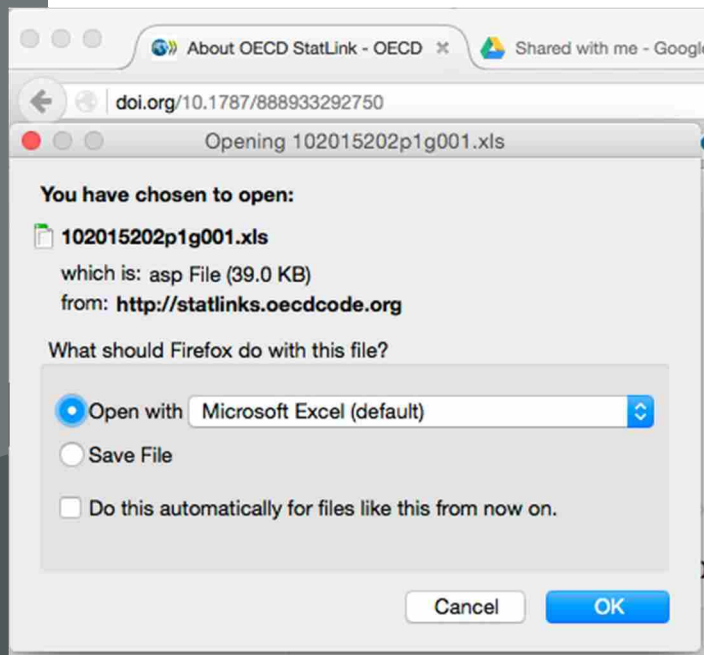 About OECD StatLink - OECD
Shared with me - Google
doi.org/10.1787/888933292750
Opening 102015202p1g001.xls
You have chosen to open:
102015202p1g001.xls
which is: asp File (39.0 KB)
from: http://statlinks.oecdcode.org
What should Firefox do with this file?
Open with Microsoft Excel (default)
Save File
Do this automatically for files like this from now on.
Cancel OK